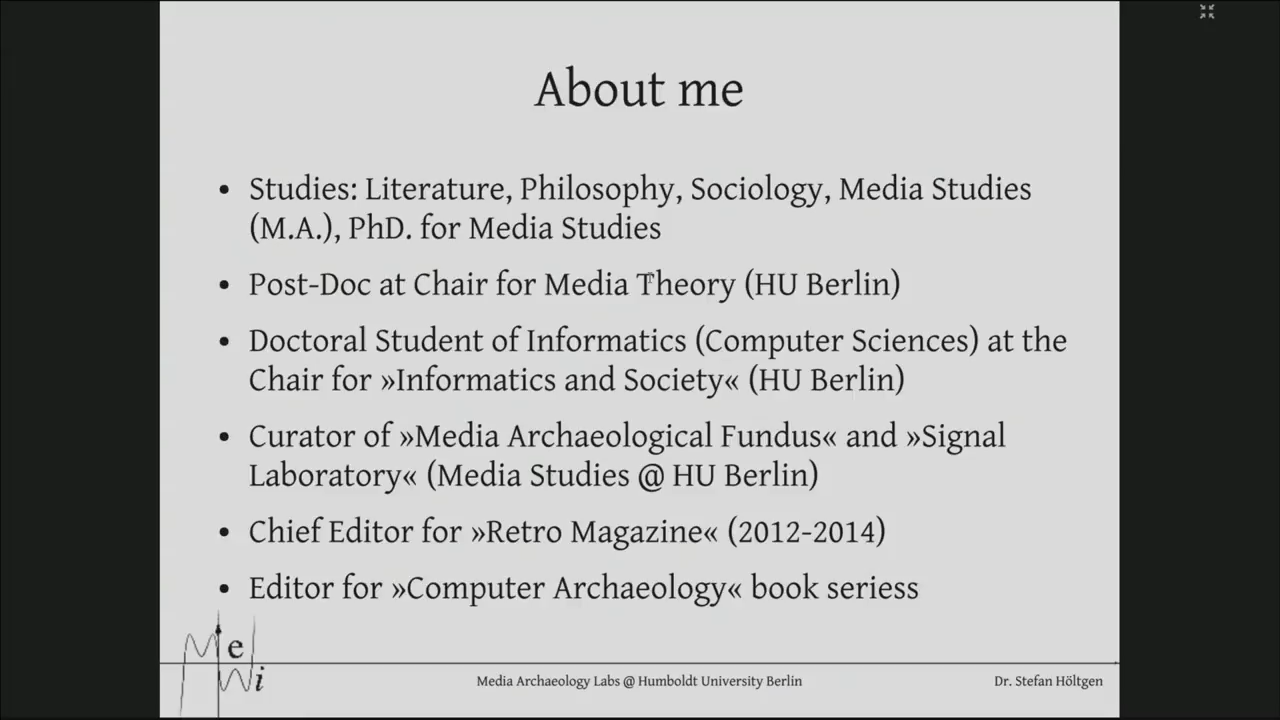 About me
• Studies: Literature, Philosophy, Sociology, Media Studies
(M.A.), PhD. for Media Studies
• Post-Doc at Chair for Media Theory (HU Berlin)
• Doctoral Student of Informatics (Computer Sciences) at the
Chair for »Informatics and Society« (HU Berlin)
• Curator of »Media Archaeological Fundus« and »Signal
Laboratory« (Media Studies @ HU Berlin)
• Chief Editor for »Retro Magazine« (2012-2014)
• Editor for »Computer Archaeology« book seriess
MeWi
Media Archaeology Labs @ Humboldt University Berlin
Dr. Stefan Höltgen